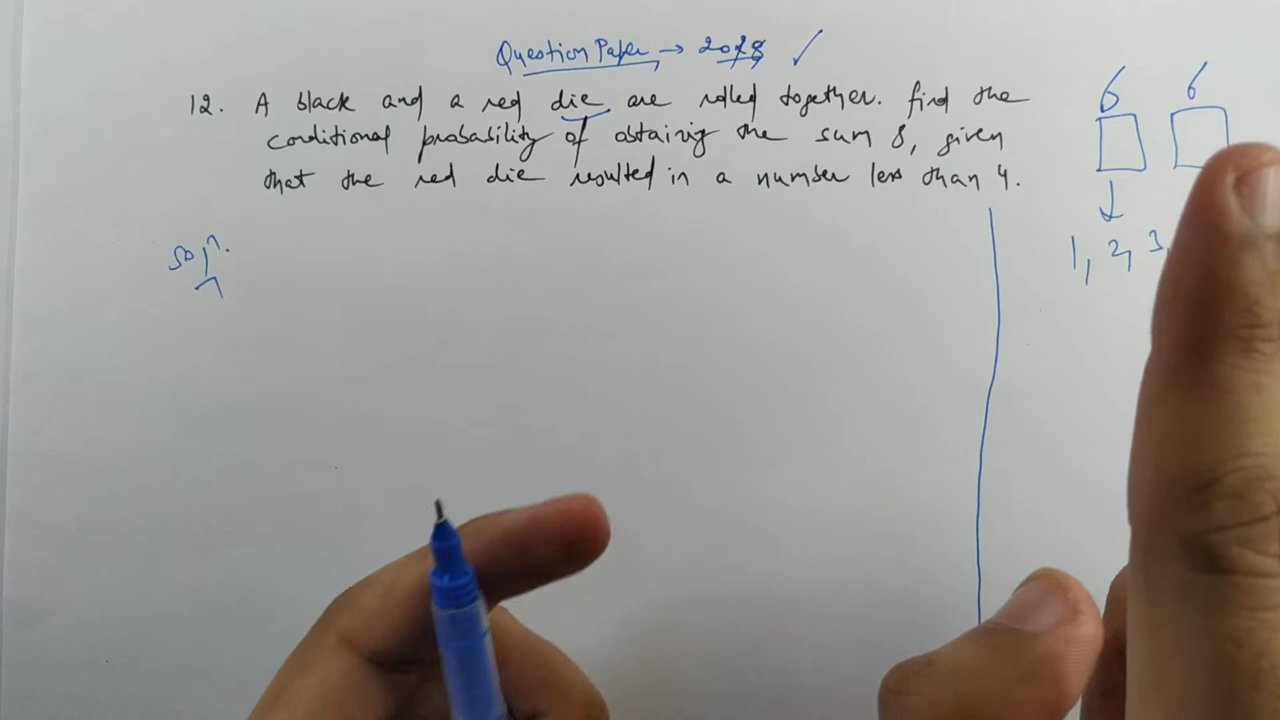 Question Paper → 2018 ✓
12. A black and a red die are rolled together. find the
conditional probability of obtaining the sum 8, given
that the red die resulted in a number less than 4.
Solⁿ.
6 6
1, 2, 3,